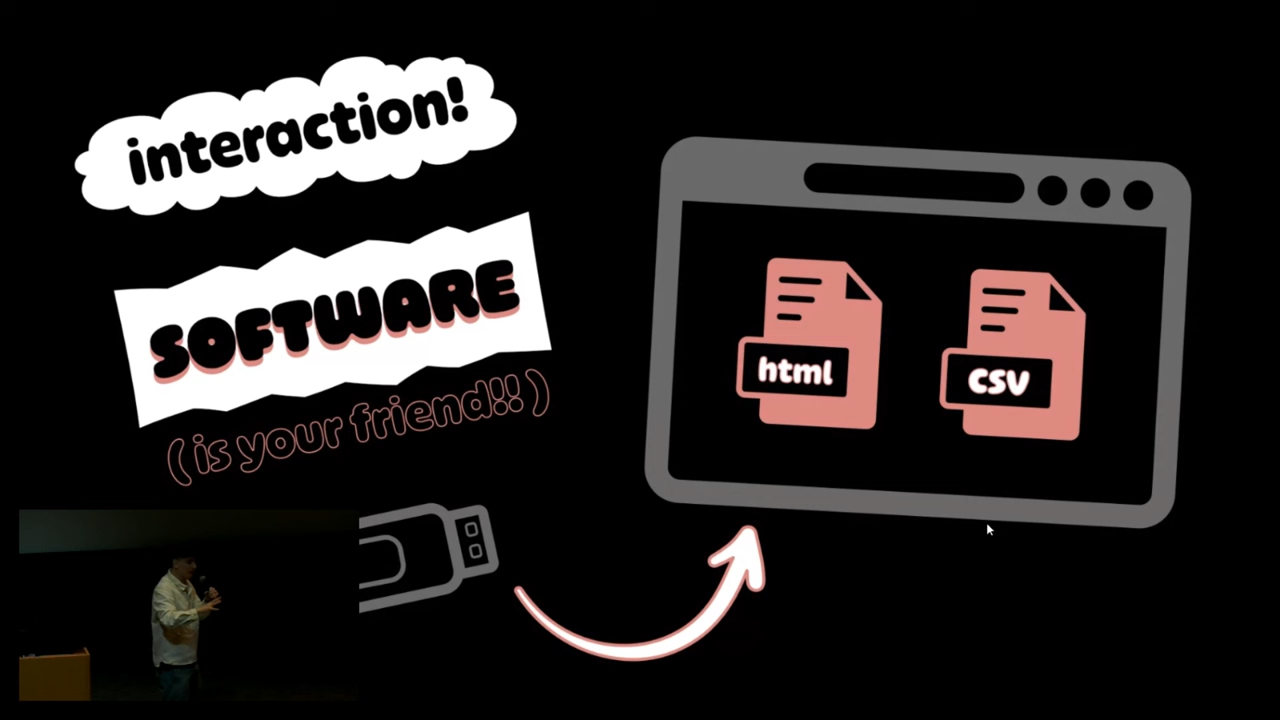 interaction!
SOFTWARE
( is your friend!! )
html
csv